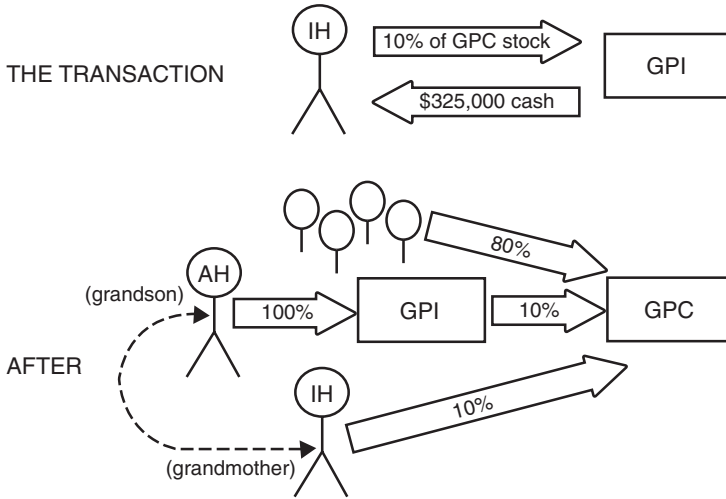 IH
10% of GPC stock
THE TRANSACTION
GPI
$325,000 cash
80%
AH
(grandson)
100%
GPI
10%
GPC
AFTER
IH
10%
(grandmother)